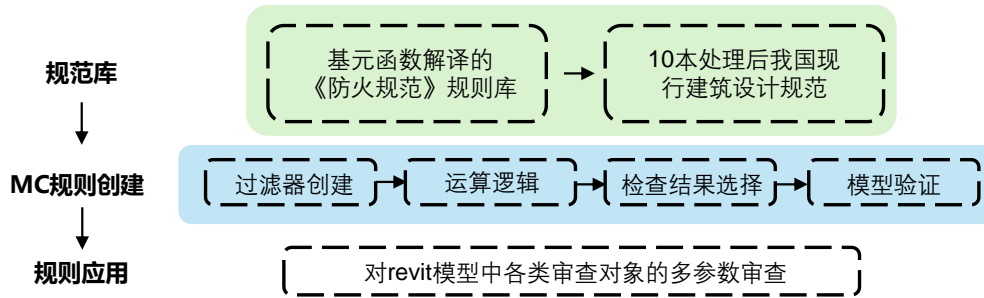 规范库
基元函数解译的
《防火规范》规则库
10本处理后我国现
行建筑设计规范
MC规则创建
过滤器创建
运算逻辑
检查结果选择
模型验证
规则应用
对revit模型中各类审查对象的多参数审查